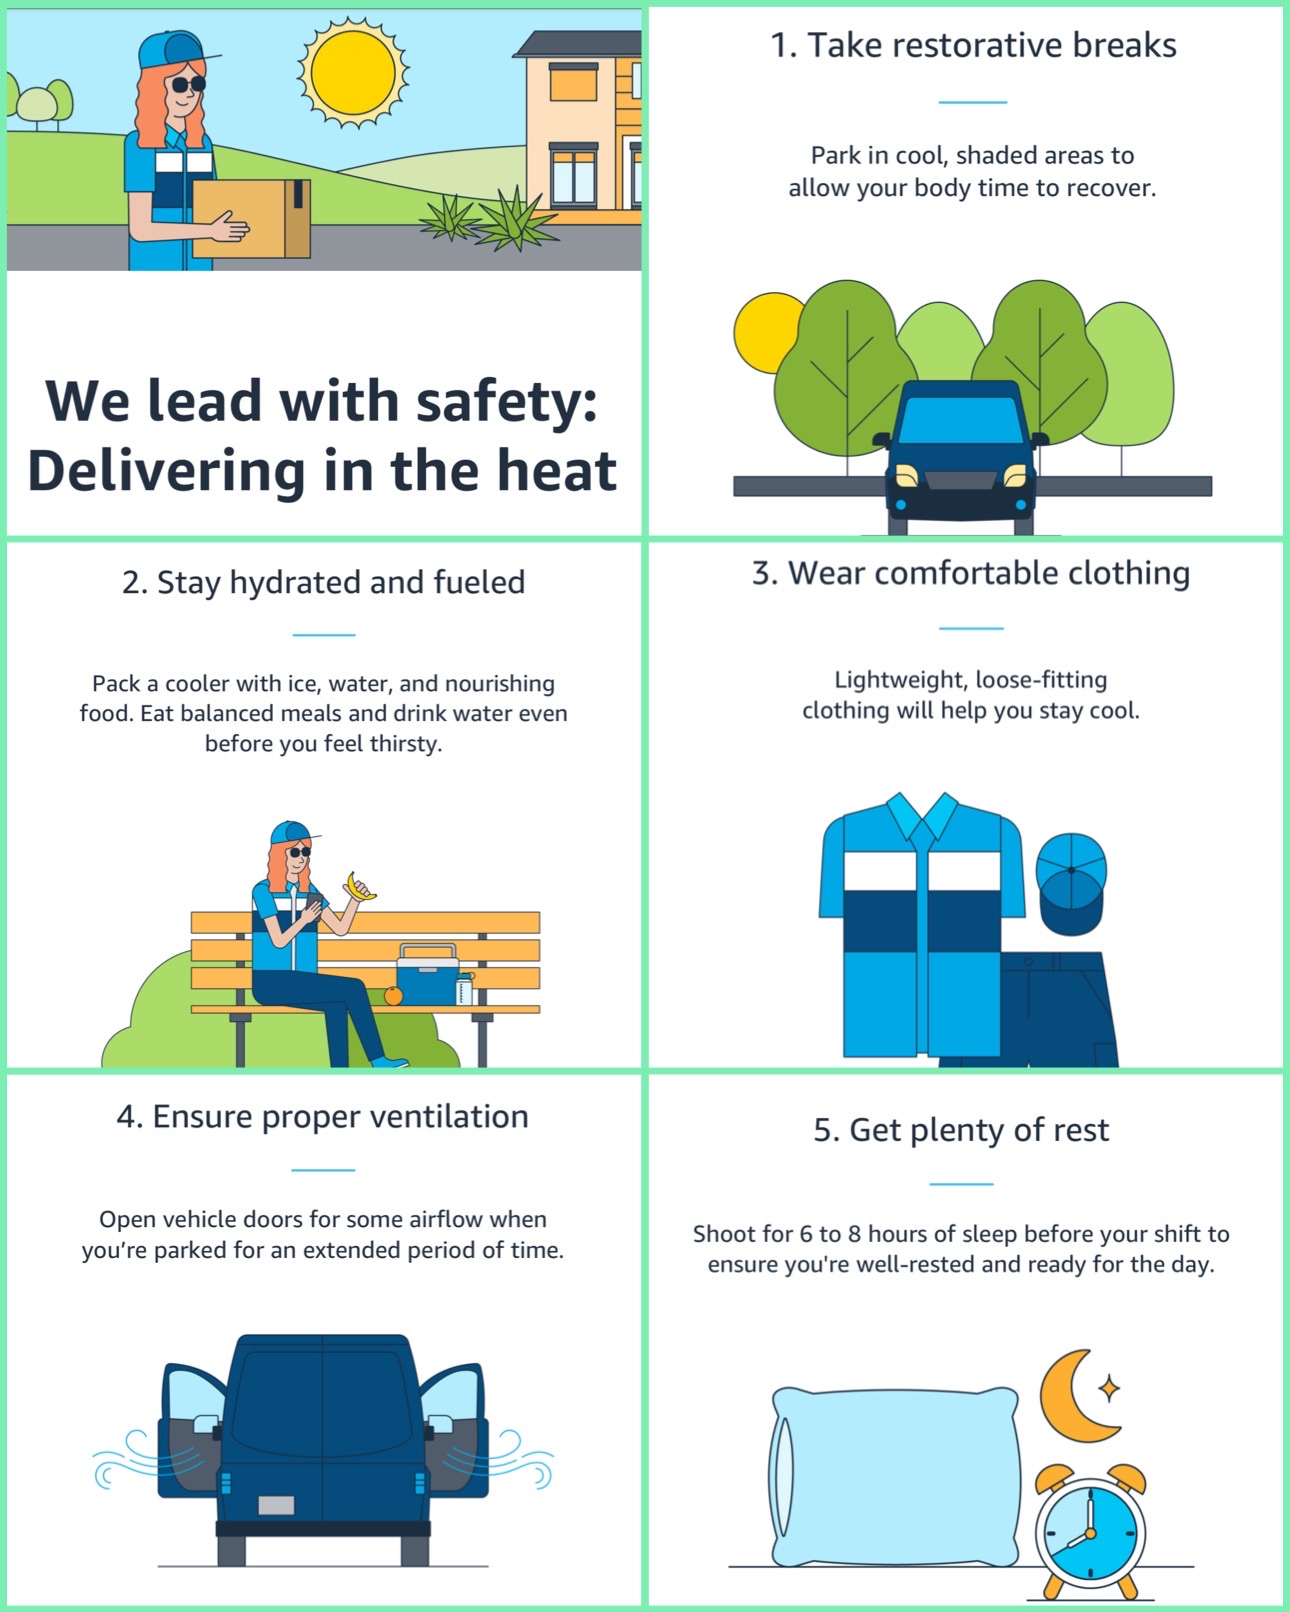 We lead with safety:
Delivering in the heat
1. Take restorative breaks
Park in cool, shaded areas to
allow your body time to recover.
2. Stay hydrated and fueled
Pack a cooler with ice, water, and nourishing
food. Eat balanced meals and drink water even
before you feel thirsty.
3. Wear comfortable clothing
Lightweight, loose-fitting
clothing will help you stay cool.
4. Ensure proper ventilation
Open vehicle doors for some airflow when
you’re parked for an extended period of time.
5. Get plenty of rest
Shoot for 6 to 8 hours of sleep before your shift to
ensure you're well-rested and ready for the day.